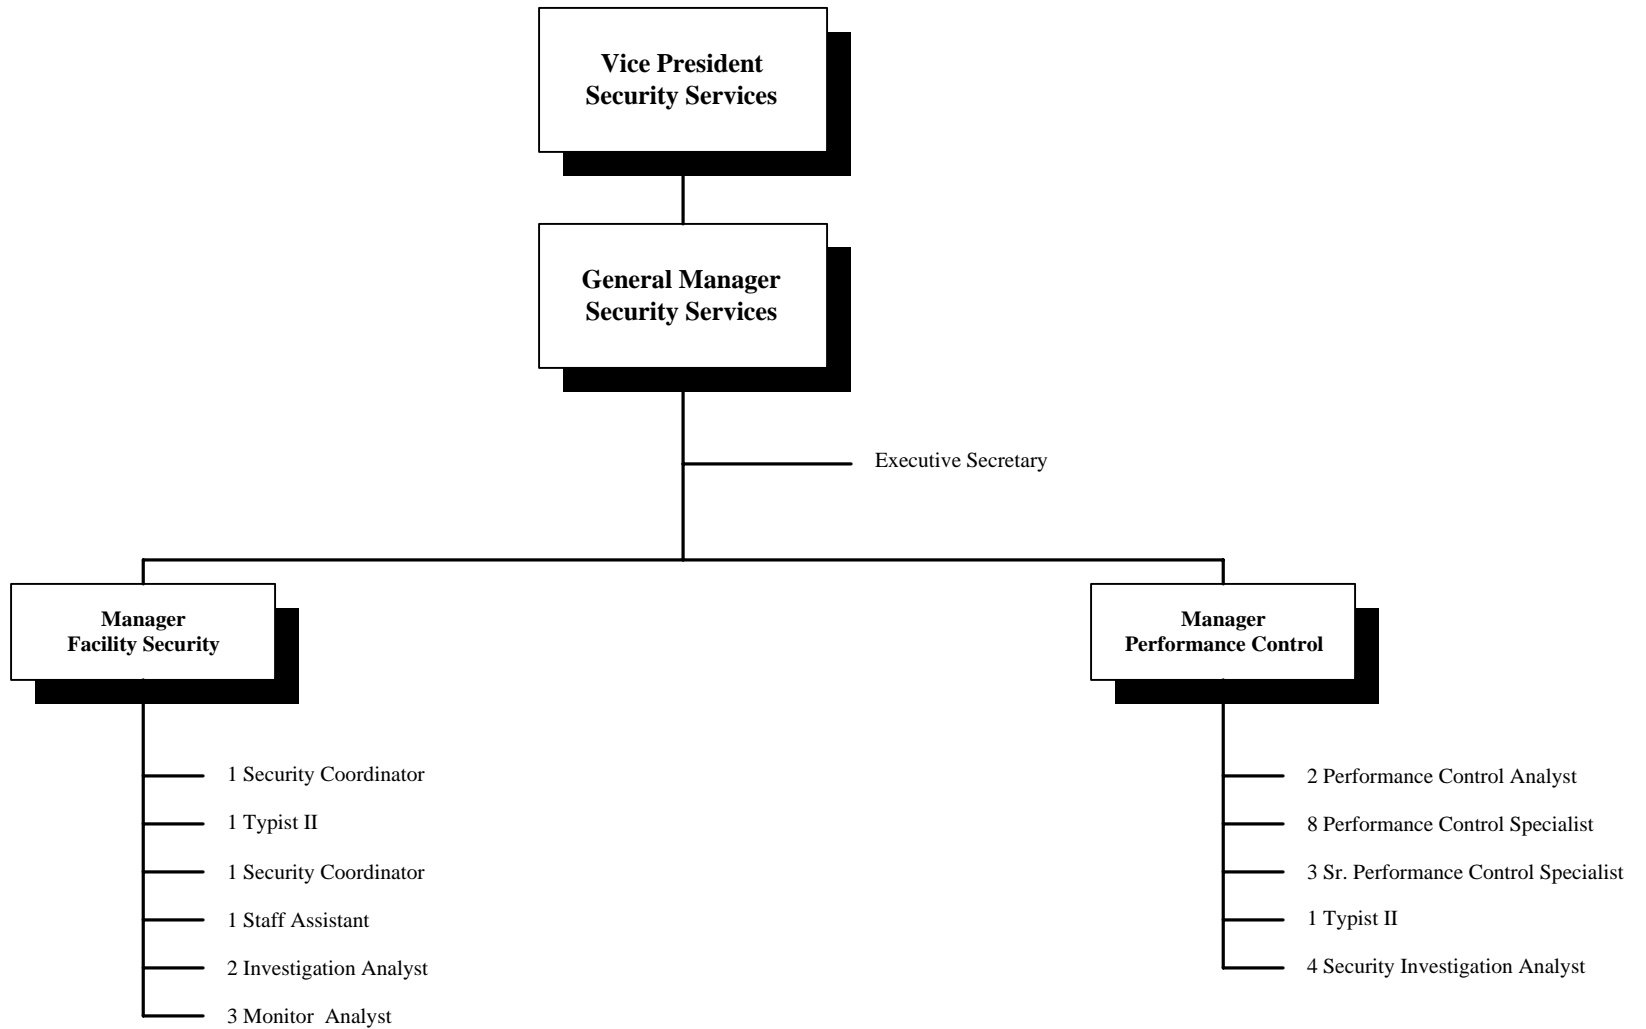 Vice President
Security Services
General Manager
Security Services
Executive Secretary
Manager
Facility Security
Manager
Performance Control
1 Security Coordinator
1 Typist II
1 Security Coordinator
1 Staff Assistant
2 Investigation Analyst
3 Monitor  Analyst
2 Performance Control Analyst
8 Performance Control Specialist
3 Sr. Performance Control Specialist
1 Typist II
4 Security Investigation Analyst